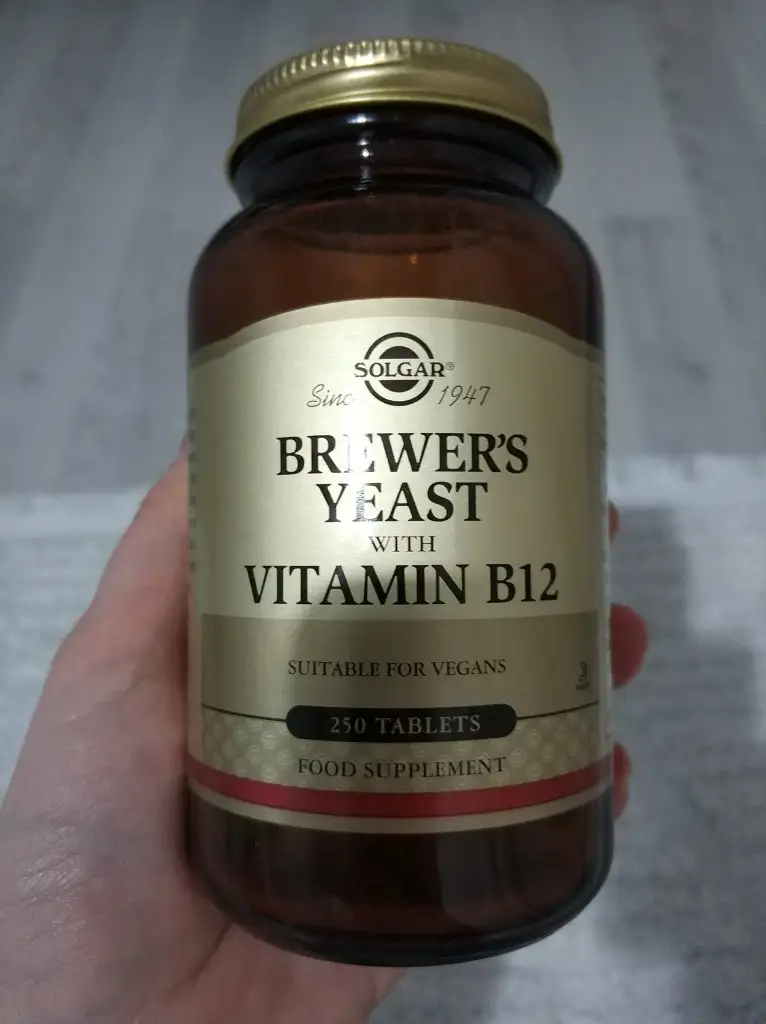 SOLGAR®
Since 1947
BREWER'S
YEAST
WITH
VITAMIN B12
SUITABLE FOR VEGANS
250 TABLETS
FOOD SUPPLEMENT